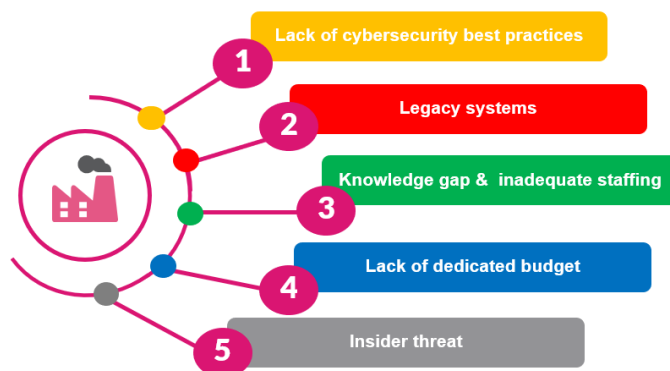 1
Lack of cybersecurity best practices
2
Legacy systems
3
Knowledge gap & inadequate staffing
4
Lack of dedicated budget
5
Insider threat